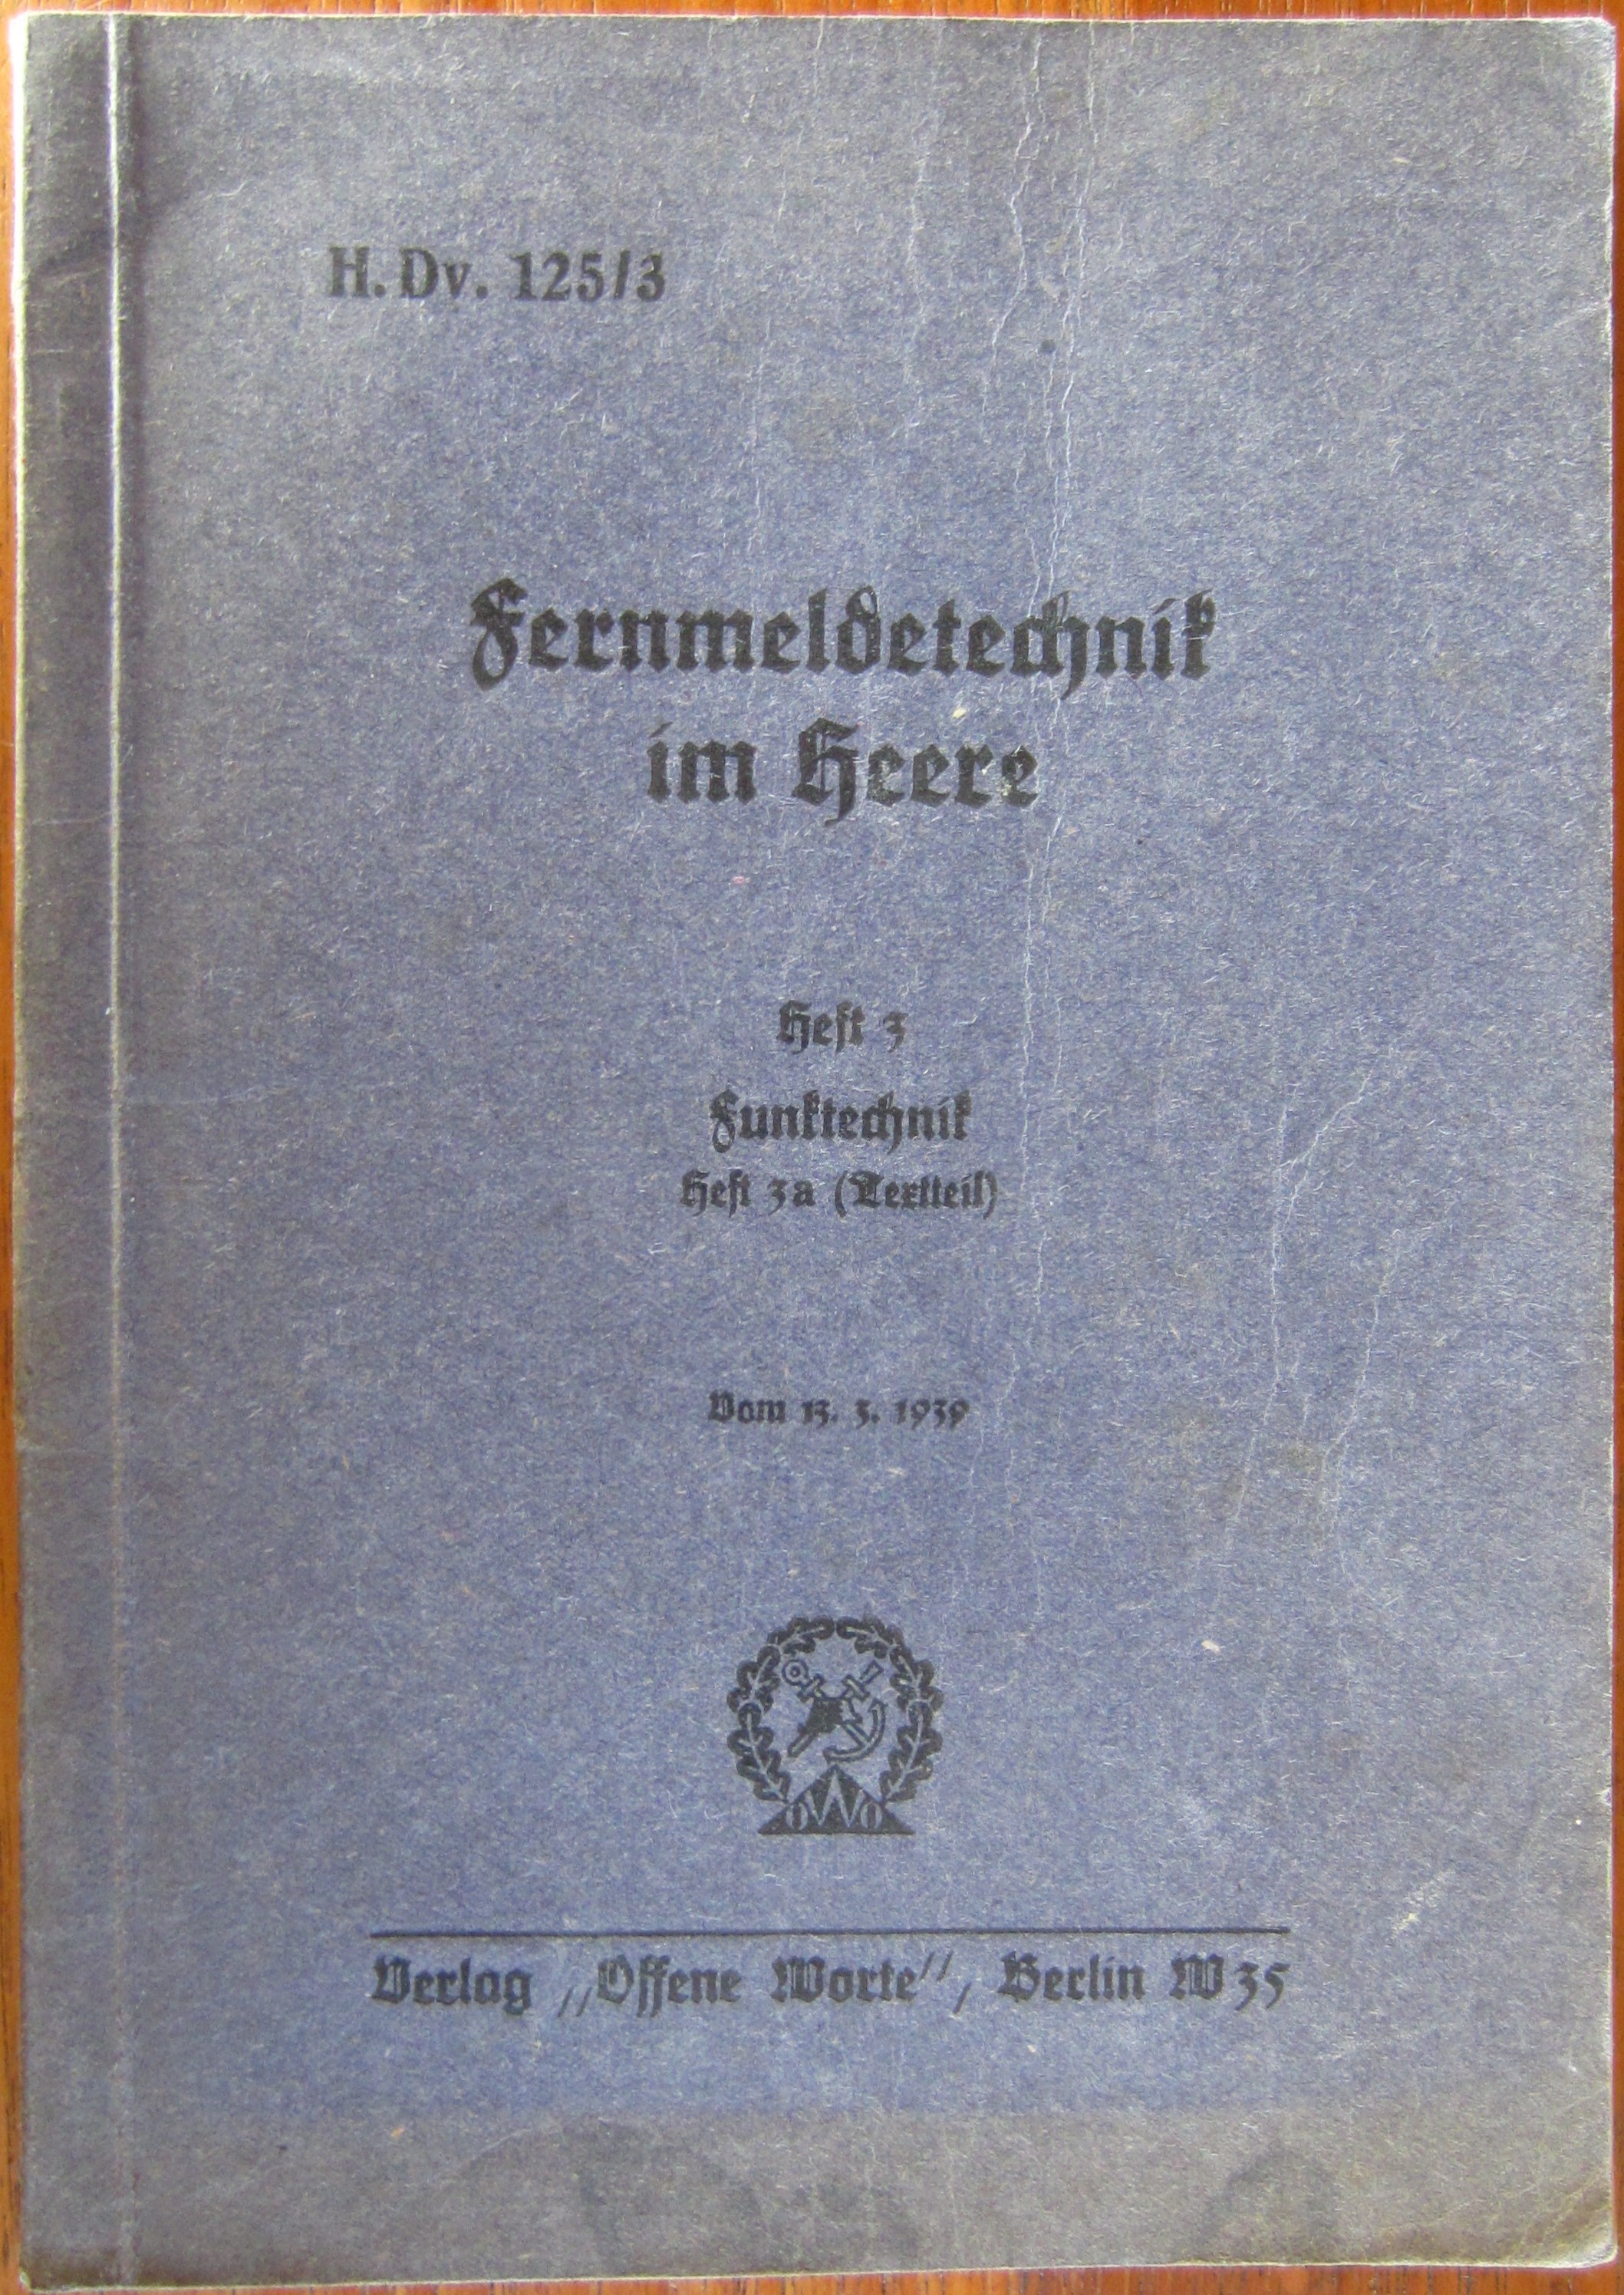 H. Dv. 125/3
Fernmeldetechnik
im Heere
Heft 3
Funktechnik
Heft 3a (Textteil)
Vom 13. 3. 1939
OWO
Verlag „Offene Worte“, Berlin W 35